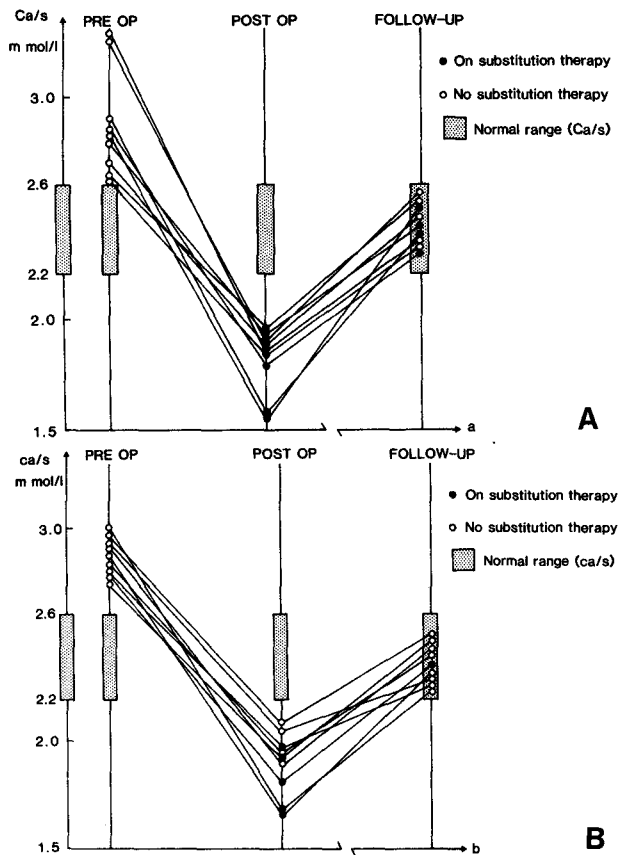 Ca/s
m mol/l
PRE OP
POST OP
FOLLOW-UP
On substitution therapy
No substitution therapy
Normal range (Ca/s)
3.0
2.6
2.2
2.0
1.5
a
A
ca/s
m mol/l
PRE OP
POST OP
FOLLOW-UP
On substitution therapy
No substitution therapy
Normal range (ca/s)
3.0
2.6
2.2
2.0
1.5
b
B